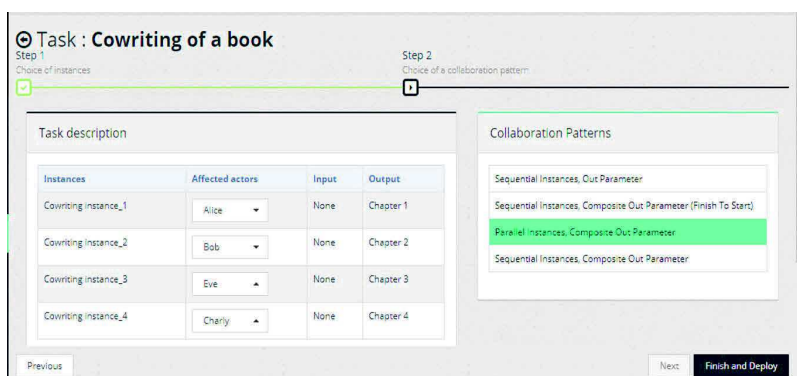 Task : Cowriting of a book
Step 1
Choice of instances
Step 2
Choice of a collaboration pattern
Task description
Instances Affected actors Input Output
Cowriting instance_1 Alice None Chapter 1
Cowriting instance_2 Bob None Chapter 2
Cowriting instance_3 Eve None Chapter 3
Cowriting instance_4 Charly None Chapter 4
Collaboration Patterns
Sequential Instances, Out Parameter
Sequential Instances, Composite Out Parameter (Finish To Start)
Parallel Instances, Composite Out Parameter
Sequential Instances, Composite Out Parameter
Previous
Next
Finish and Deploy